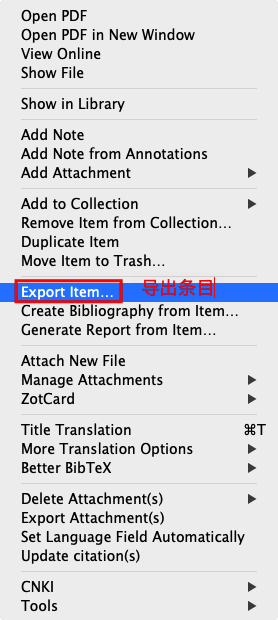 Open PDF
Open PDF in New Window
View Online
Show File
Show in Library
Add Note
Add Note from Annotations
Add Attachment
Add to Collection
Remove Item from Collection...
Duplicate Item
Move Item to Trash...
Export Item... 导出条目
Create Bibliography from Item...
Generate Report from Item...
Attach New File
Manage Attachments
ZotCard
Title Translation ⌘T
More Translation Options
Better BibTeX
Delete Attachment(s)
Export Attachment(s)
Set Language Field Automatically
Update citation(s)
CNKI
Tools